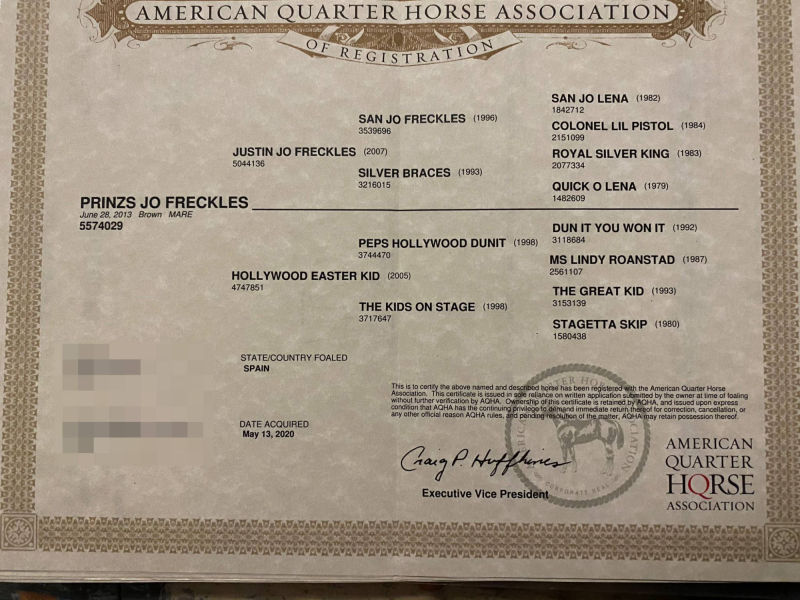 AMERICAN QUARTER HORSE ASSOCIATION
OF REGISTRATION
SAN JO LENA (1982)
1842712
SAN JO FRECKLES (1996)
3539696
COLONEL LIL PISTOL (1984)
2151099
JUSTIN JO FRECKLES (2007)
5044136
ROYAL SILVER KING (1983)
2077334
SILVER BRACES (1993)
3216015
QUICK O LENA (1979)
1482609
PRINZS JO FRECKLES
June 28, 2013 Brown MARE
5574029
DUN IT YOU WON IT (1992)
3118684
PEPS HOLLYWOOD DUNIT (1998)
3744470
MS LINDY ROANSTAD (1987)
2561107
HOLLYWOOD EASTER KID (2005)
4747851
THE GREAT KID (1993)
3153139
THE KIDS ON STAGE (1998)
3717647
STAGETTA SKIP (1980)
1580438
STATE/COUNTRY FOALED
SPAIN
DATE ACQUIRED
May 13, 2020
This is to certify the above named and described horse has been registered with the American Quarter Horse
Association. This certificate is issued in sole reliance on written application submitted by the owner at time of foaling
without further verification by AQHA. Ownership of this certificate is retained by AQHA, and issued upon express
condition that AQHA has the continuing privilege to demand immediate return thereof for correction, cancellation, or
any other official reason AQHA rules, and pending resolution of the matter, AQHA may retain possession thereof.
Craig P. Huffhines
Executive Vice President
CORPORATE SEAL
AMERICAN
QUARTER
HORSE
ASSOCIATION